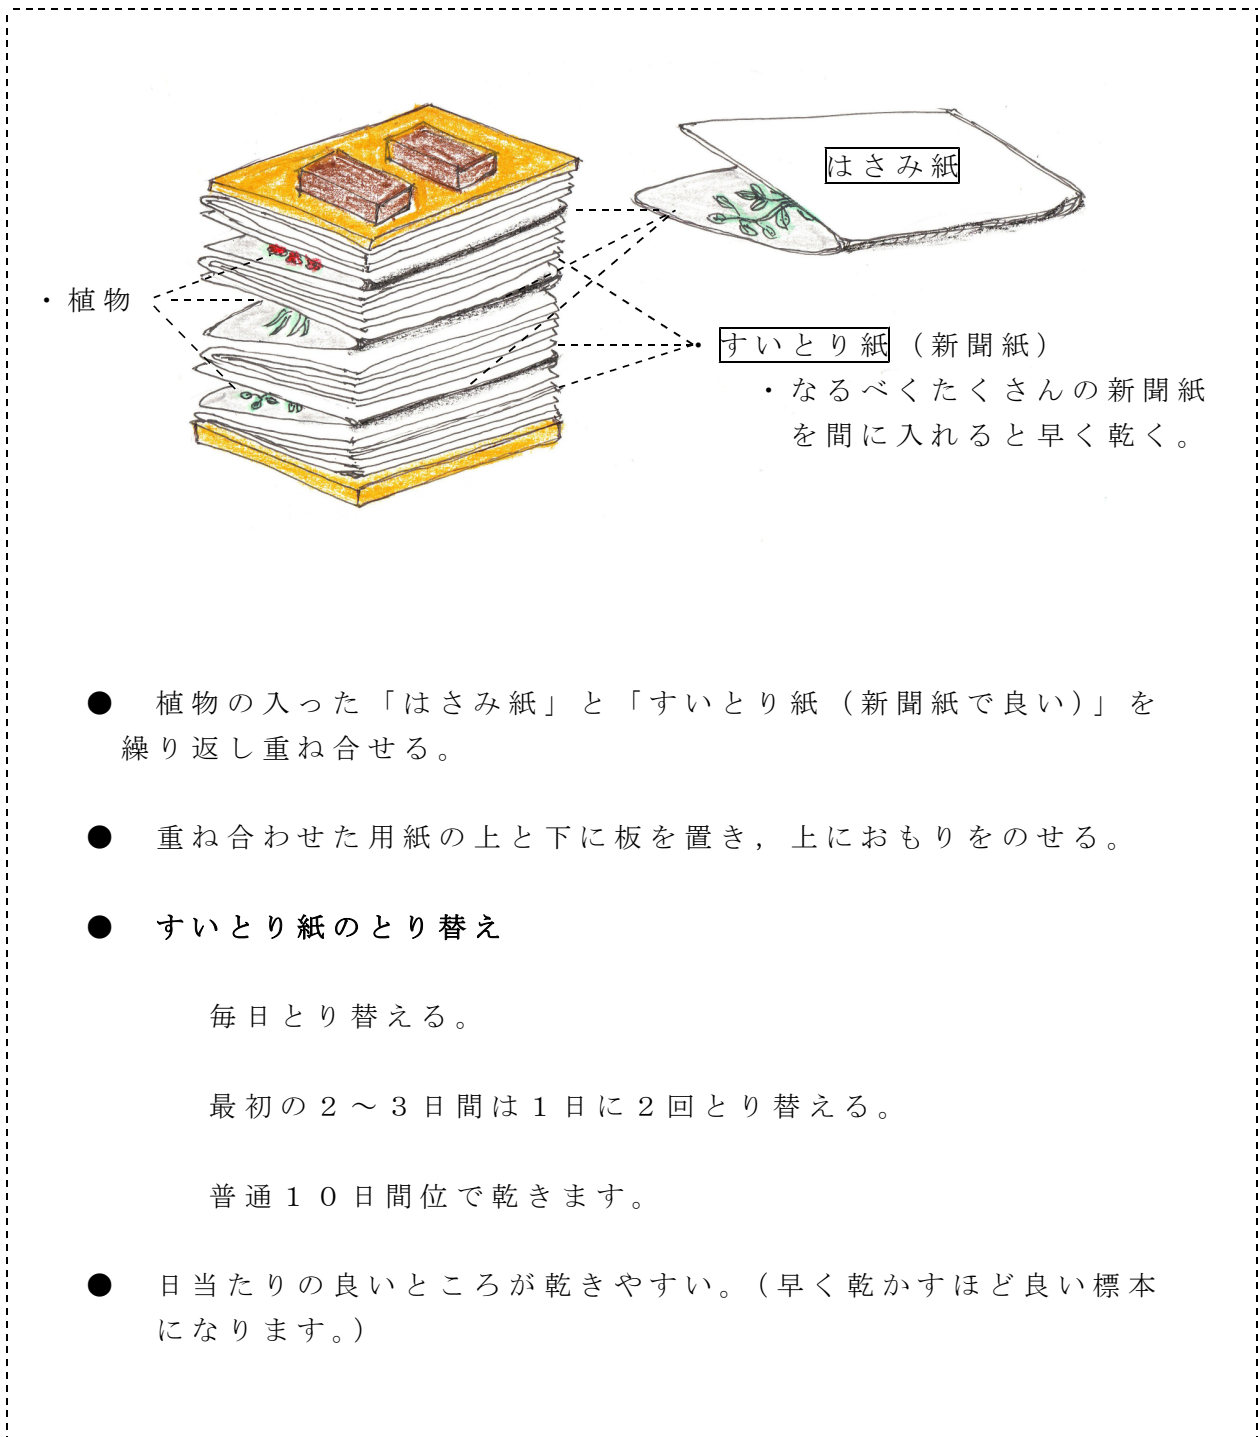 はさみ紙
・植物
すいとり紙（新聞紙）
・なるべくたくさんの新聞紙
を間に入れると早く乾く。
●　植物の入った「はさみ紙」と「すいとり紙（新聞紙で良い）」を
繰り返し重ね合せる。
●　重ね合わせた用紙の上と下に板を置き，上におもりをのせる。
●　すいとり紙のとり替え
毎日とり替える。
最初の２～３日間は１日に２回とり替える。
普通１０日間位で乾きます。
●　日当たりの良いところが乾きやすい。（早く乾かすほど良い標本
になります。）